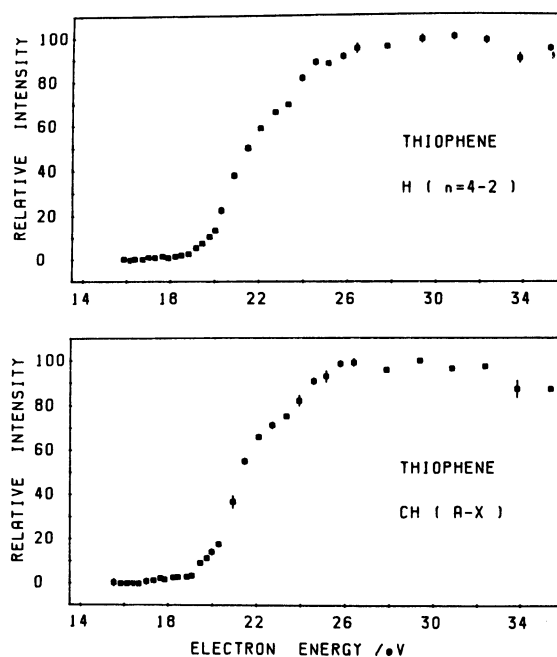 RELATIVE INTENSITY
100
80
60
40
20
0
THIOPHENE
H ( n=4-2 )
14 18 22 26 30 34
RELATIVE INTENSITY
100
80
60
40
20
0
THIOPHENE
CH ( A-X )
14 18 22 26 30 34
ELECTRON ENERGY /eV